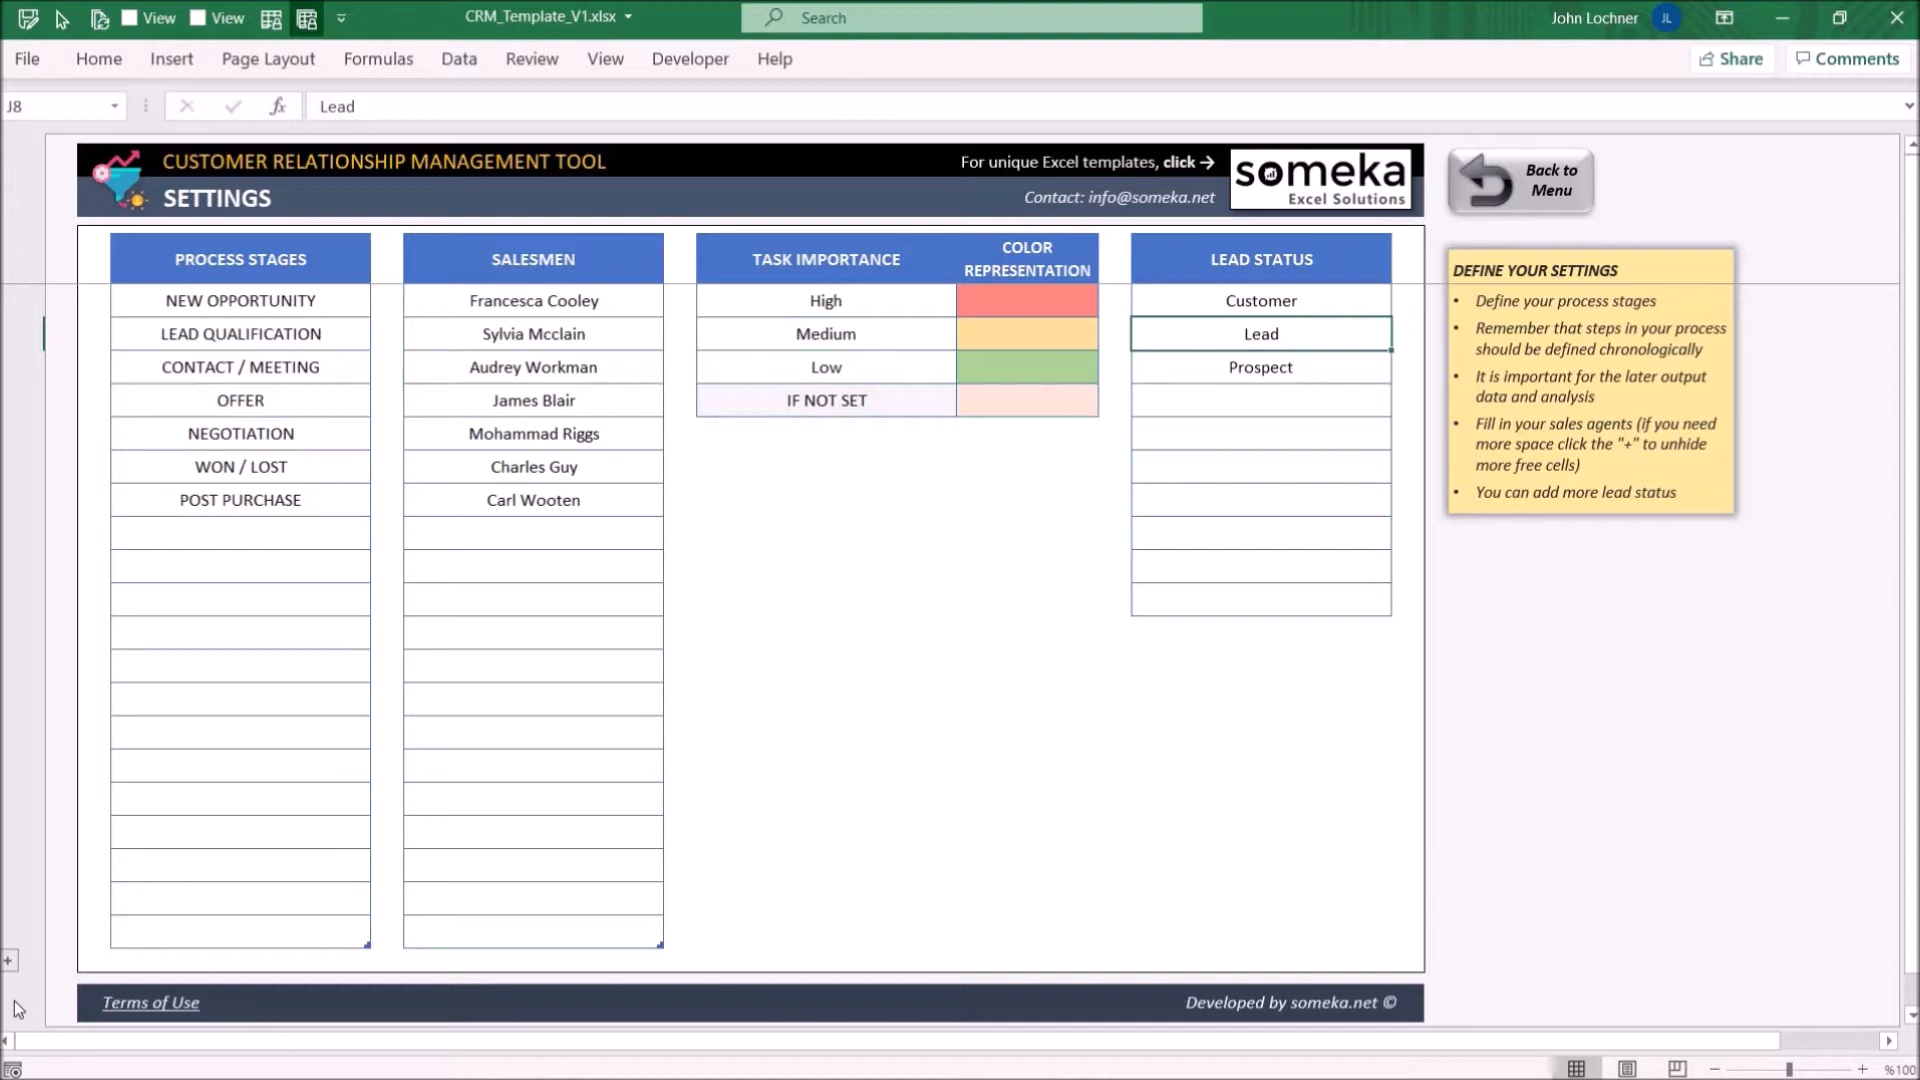 View
View
CRM_Template_V1.xlsx
Search
John Lochner
JL
File
Home
Insert
Page Layout
Formulas
Data
Review
View
Developer
Help
Share
Comments
J8
fx
Lead
CUSTOMER RELATIONSHIP MANAGEMENT TOOL
For unique Excel templates, click →
someka
Excel Solutions
SETTINGS
Contact: info@someka.net
Back to
Menu
PROCESS STAGES
NEW OPPORTUNITY
LEAD QUALIFICATION
CONTACT / MEETING
OFFER
NEGOTIATION
WON / LOST
POST PURCHASE
SALESMEN
Francesca Cooley
Sylvia Mcclain
Audrey Workman
James Blair
Mohammad Riggs
Charles Guy
Carl Wooten
TASK IMPORTANCE
High
Medium
Low
IF NOT SET
COLOR
REPRESENTATION
LEAD STATUS
Customer
Lead
Prospect
DEFINE YOUR SETTINGS
• Define your process stages
• Remember that steps in your process
should be defined chronologically
• It is important for the later output
data and analysis
• Fill in your sales agents (if you need
more space click the "+" to unhide
more free cells)
• You can add more lead status
Terms of Use
Developed by someka.net ©
%100